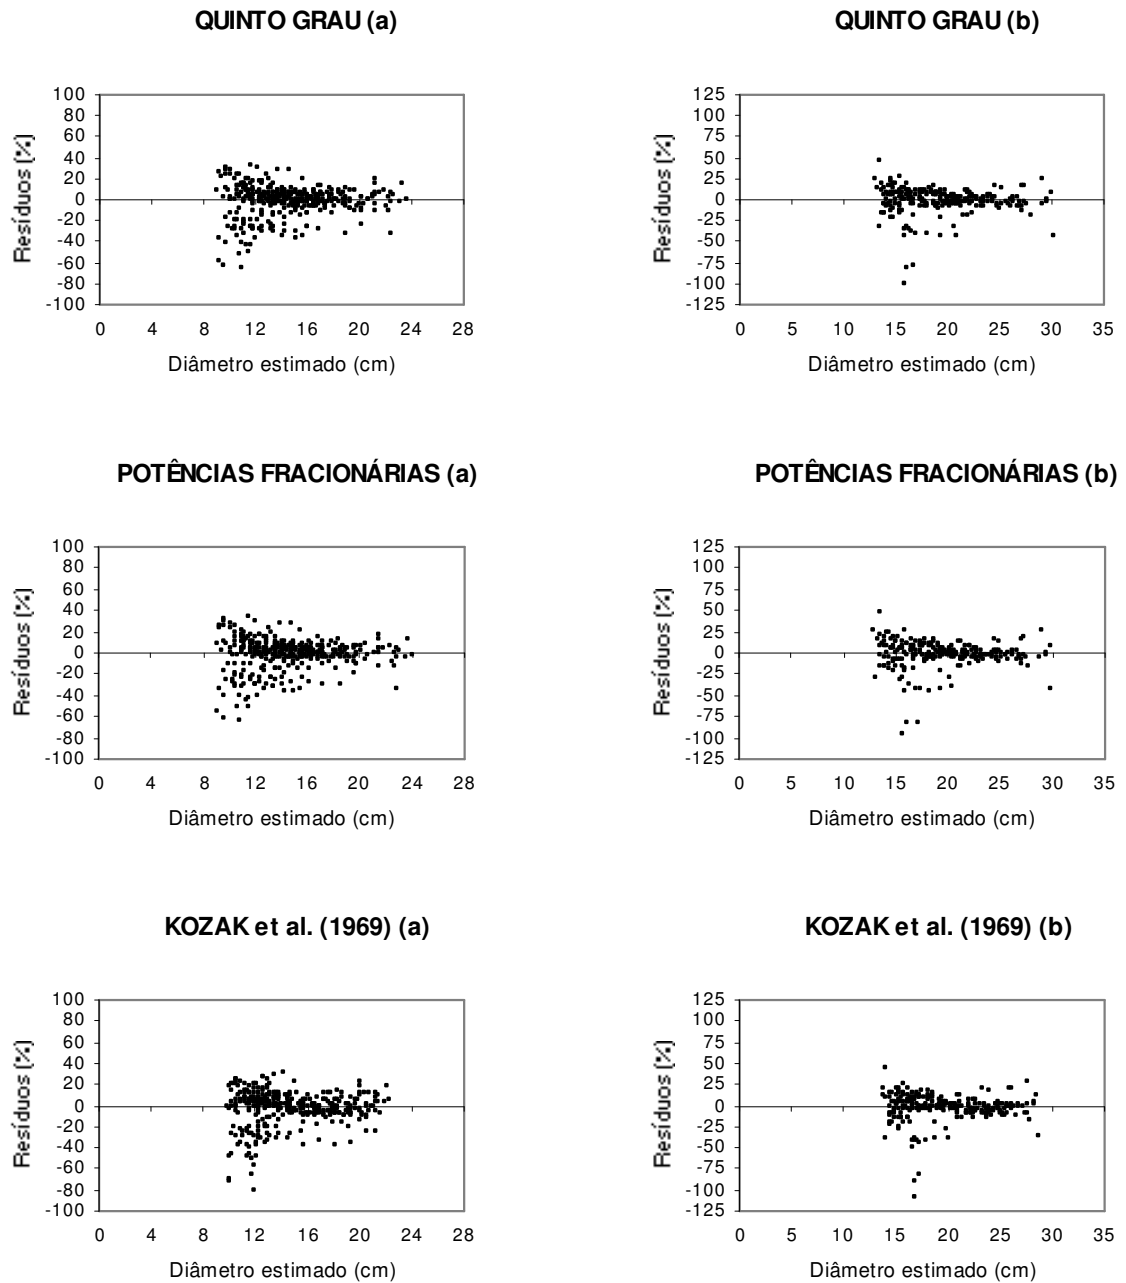 QUINTO GRAU (a)
100
80
60
40
20
0
-20
-40
-60
-80
-100
Resíduos (%)
0 4 8 12 16 20 24 28
Diâmetro estimado (cm)
QUINTO GRAU (b)
125
100
75
50
25
0
-25
-50
-75
-100
-125
Resíduos (%)
0 5 10 15 20 25 30 35
Diâmetro estimado (cm)
POTÊNCIAS FRACIONÁRIAS (a)
100
80
60
40
20
0
-20
-40
-60
-80
-100
Resíduos (%)
0 4 8 12 16 20 24 28
Diâmetro estimado (cm)
POTÊNCIAS FRACIONÁRIAS (b)
125
100
75
50
25
0
-25
-50
-75
-100
-125
Resíduos (%)
0 5 10 15 20 25 30 35
Diâmetro estimado (cm)
KOZAK et al. (1969) (a)
100
80
60
40
20
0
-20
-40
-60
-80
-100
Resíduos (%)
0 4 8 12 16 20 24 28
Diâmetro estimado (cm)
KOZAK et al. (1969) (b)
125
100
75
50
25
0
-25
-50
-75
-100
-125
Resíduos (%)
0 5 10 15 20 25 30 35
Diâmetro estimado (cm)